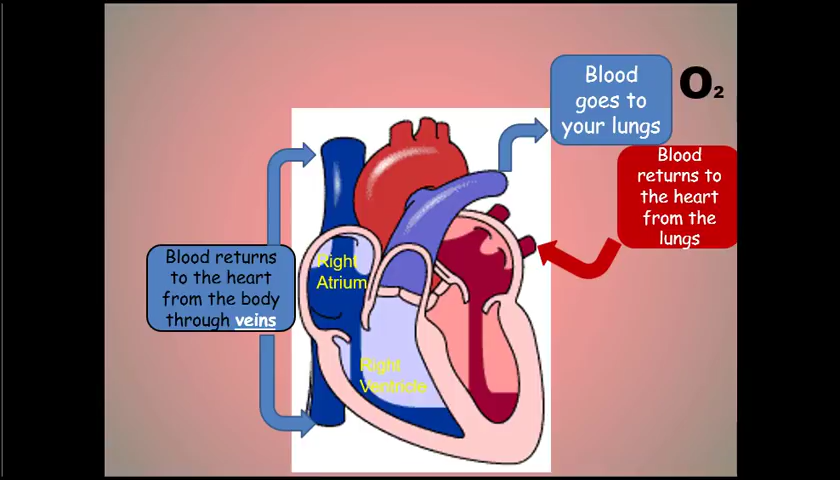 Blood
goes to
your lungs
O2
Blood
returns to
the heart
from the
lungs
Blood returns
to the heart
from the body
through veins
Right
Atrium
Right
Ventricle